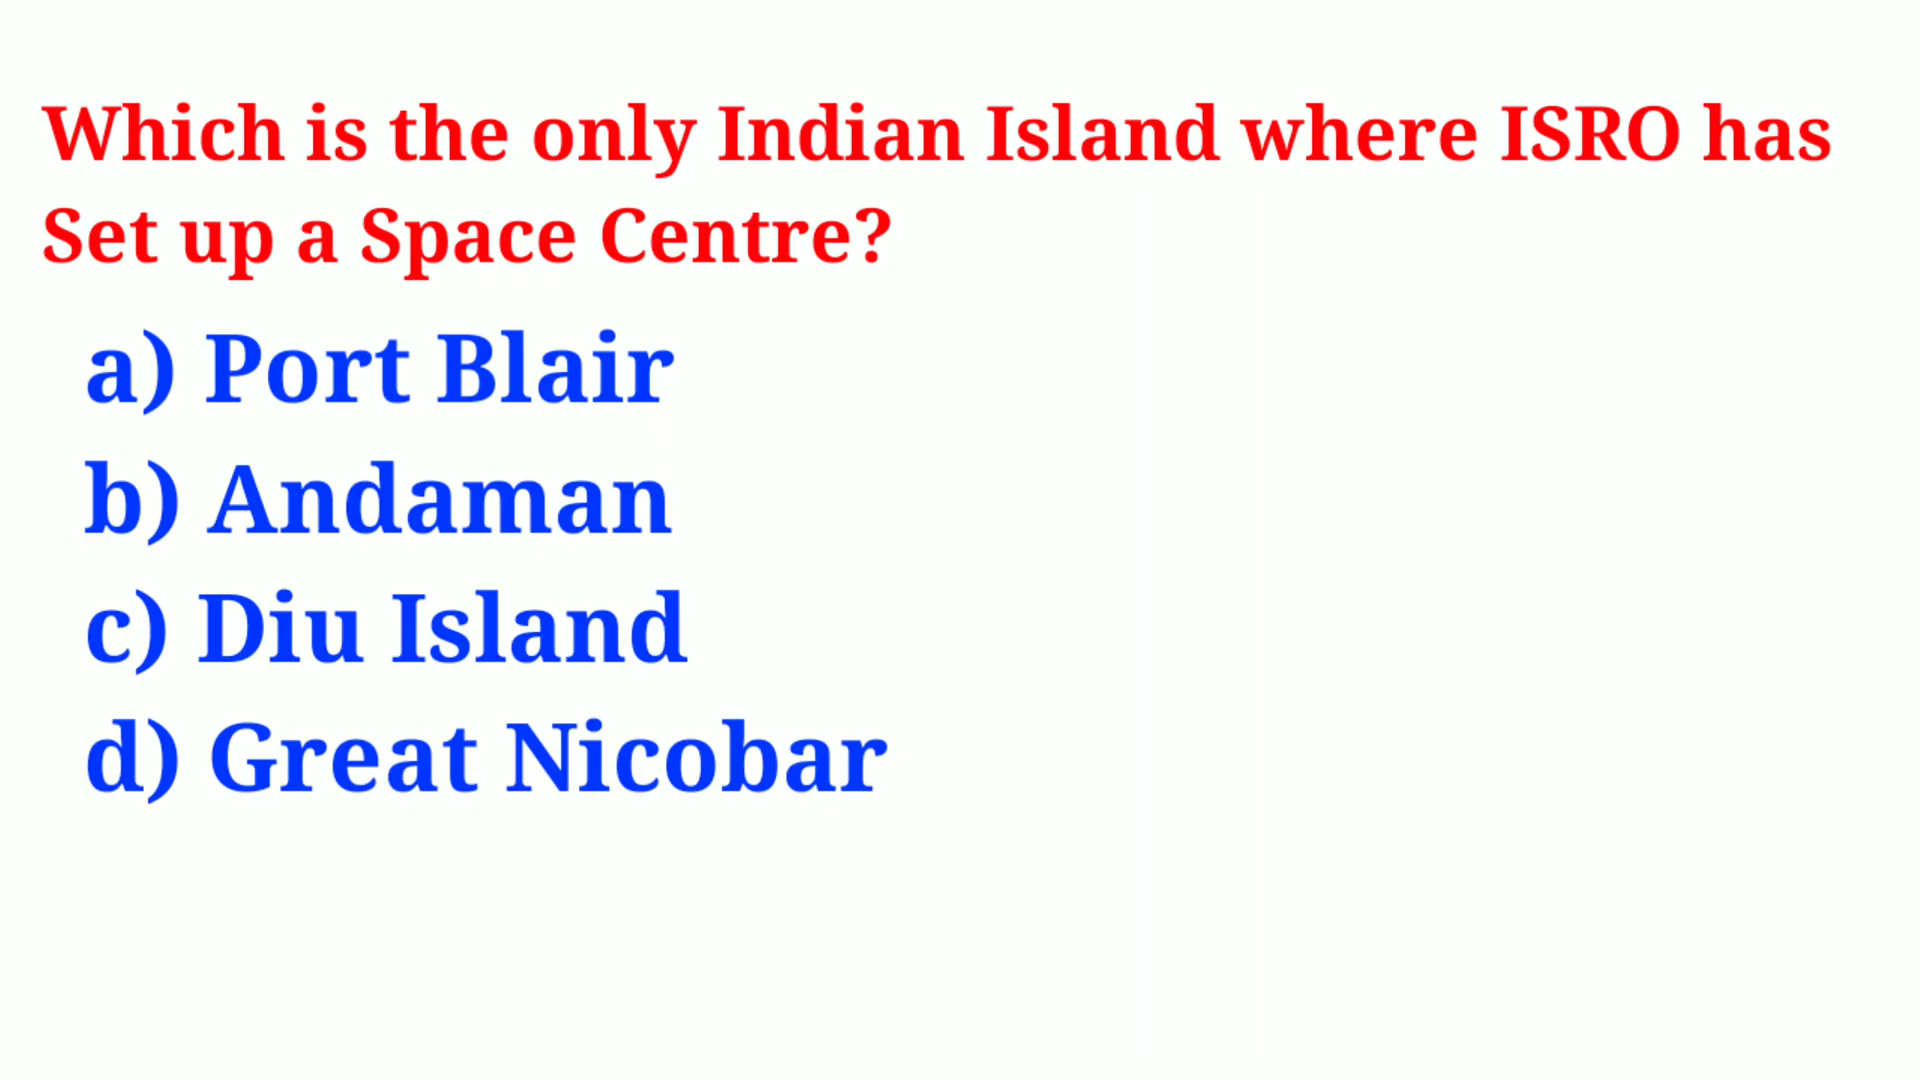 Which is the only Indian Island where ISRO has
Set up a Space Centre?
a) Port Blair
b) Andaman
c) Diu Island
d) Great Nicobar